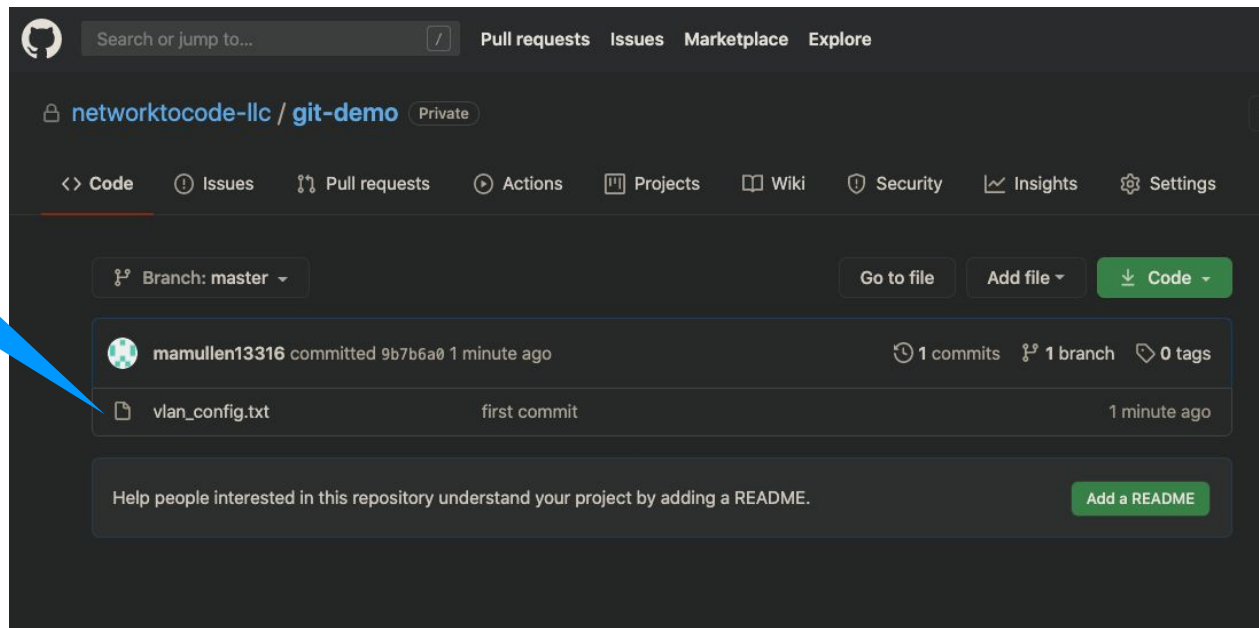 Search or jump to... / Pull requests Issues Marketplace Explore
networktocode-llc / git-demo Private
<> Code Issues Pull requests Actions Projects Wiki Security Insights Settings
Branch: master Go to file Add file Code
mamullen13316 committed 9b7b6a0 1 minute ago 1 commits 1 branch 0 tags
vlan_config.txt first commit 1 minute ago
Help people interested in this repository understand your project by adding a README. Add a README